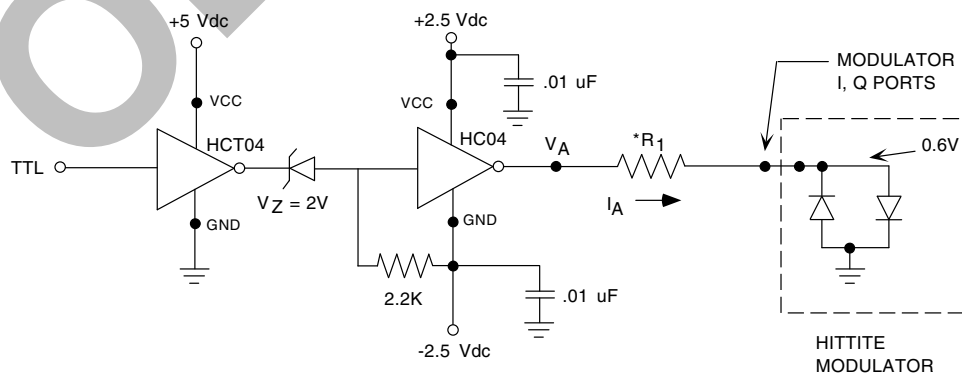 +5 Vdc
+2.5 Vdc
.01 uF
MODULATOR
I, Q PORTS
VCC
VCC
HCT04
HC04
*R1
VA
0.6V
TTL
VZ = 2V
IA
GND
GND
2.2K
.01 uF
-2.5 Vdc
HITTITE
MODULATOR